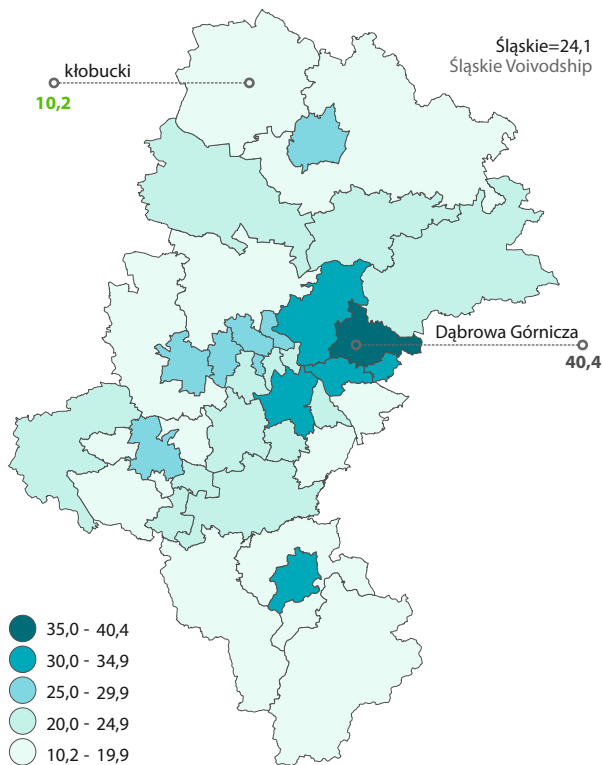 Śląskie=24,1
Śląskie Voivodship
kłobucki
10,2
Dąbrowa Górnicza
40,4
35,0 - 40,4
30,0 - 34,9
25,0 - 29,9
20,0 - 24,9
10,2 - 19,9